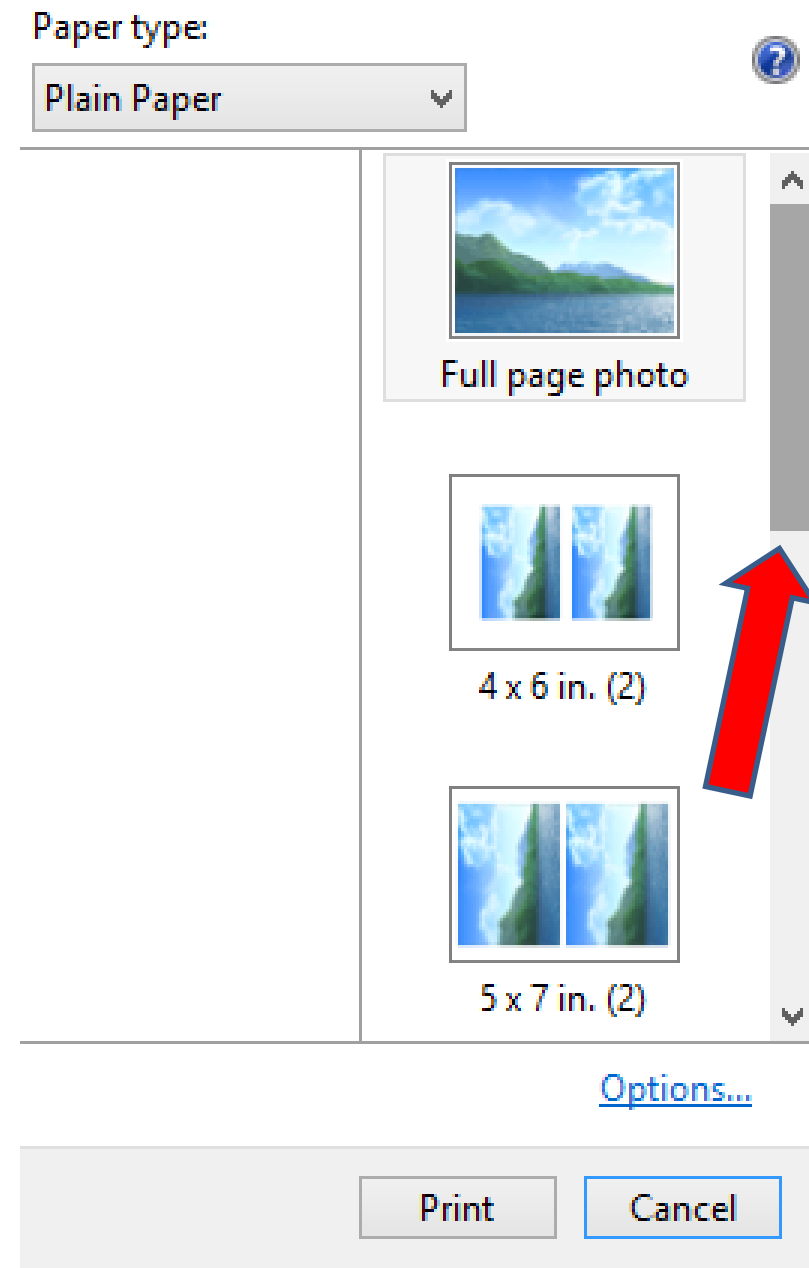 Paper type:
Plain Paper
?
Full page photo
4 x 6 in. (2)
5 x 7 in. (2)
Options...
Print
Cancel